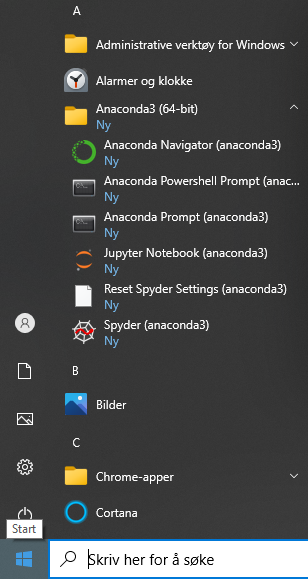 A
Administrative verktøy for Windows
Alarmer og klokke
Anaconda3 (64-bit)
Ny
Anaconda Navigator (anaconda3)
Ny
Anaconda Powershell Prompt (anac...
Ny
Anaconda Prompt (anaconda3)
Ny
Jupyter Notebook (anaconda3)
Ny
Reset Spyder Settings (anaconda3)
Ny
Spyder (anaconda3)
Ny
B
Bilder
C
Chrome-apper
Cortana
Start
Skriv her for å søke